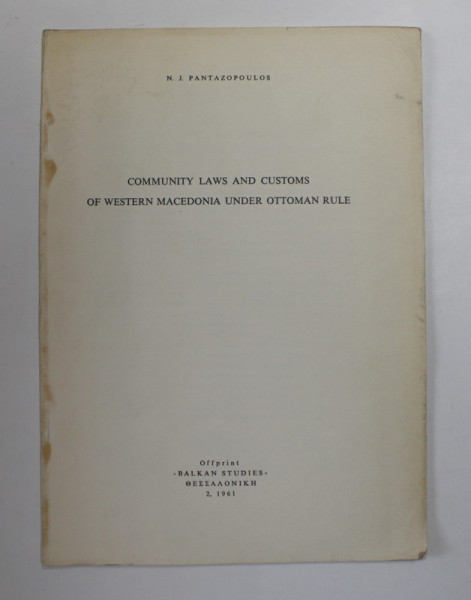 N. J. PANTAZOPOULOS
COMMUNITY LAWS AND CUSTOMS
OF WESTERN MACEDONIA UNDER OTTOMAN RULE
Offprint
«BALKAN STUDIES»
ΘΕΣΣΑΛΟΝΙΚΗ
2, 1961